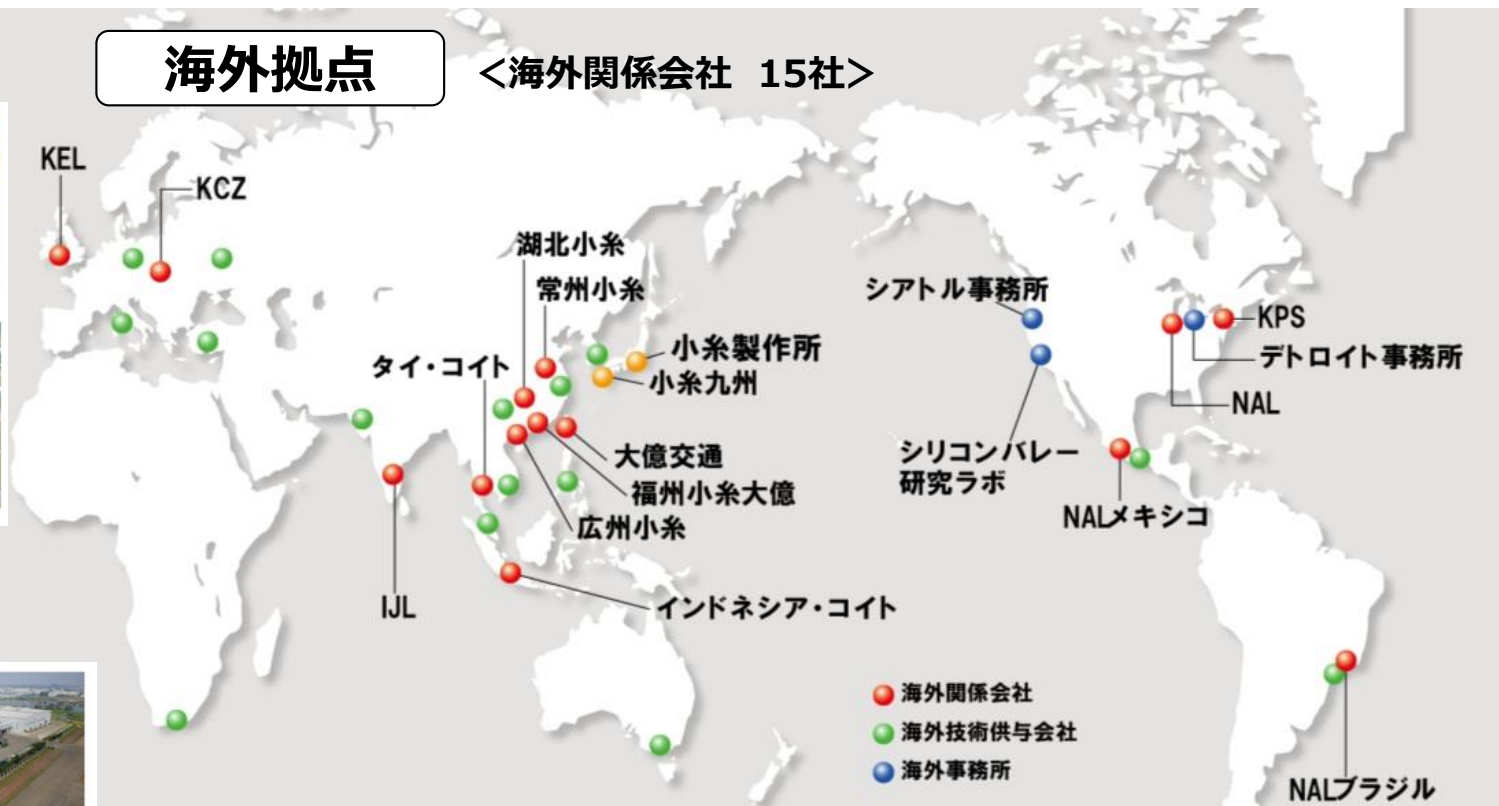 海外拠点
＜海外関係会社 15社＞
KEL
KCZ
湖北小糸
常州小糸
タイ・コイト
小糸製作所
小糸九州
大億交通
福州小糸大億
広州小糸
IJL
インドネシア・コイト
シアトル事務所
KPS
デトロイト事務所
NAL
シリコンバレー
研究ラボ
NALメキシコ
NALブラジル
海外関係会社
海外技術供与会社
海外事務所